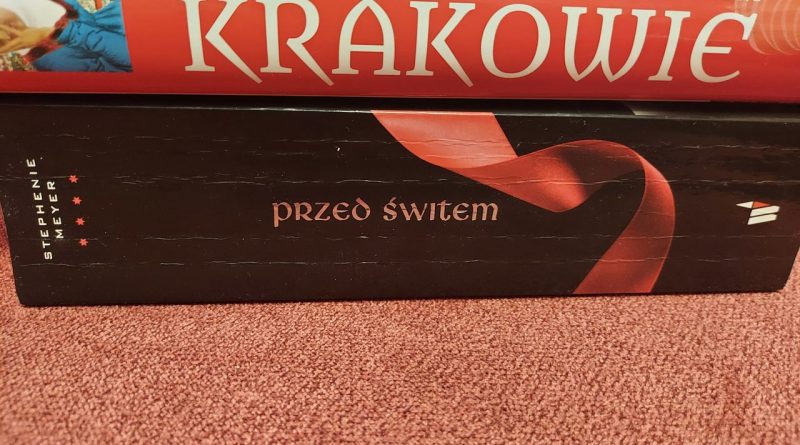 KRAKOWIE
STEPHENIE
MEYER
przed świtem